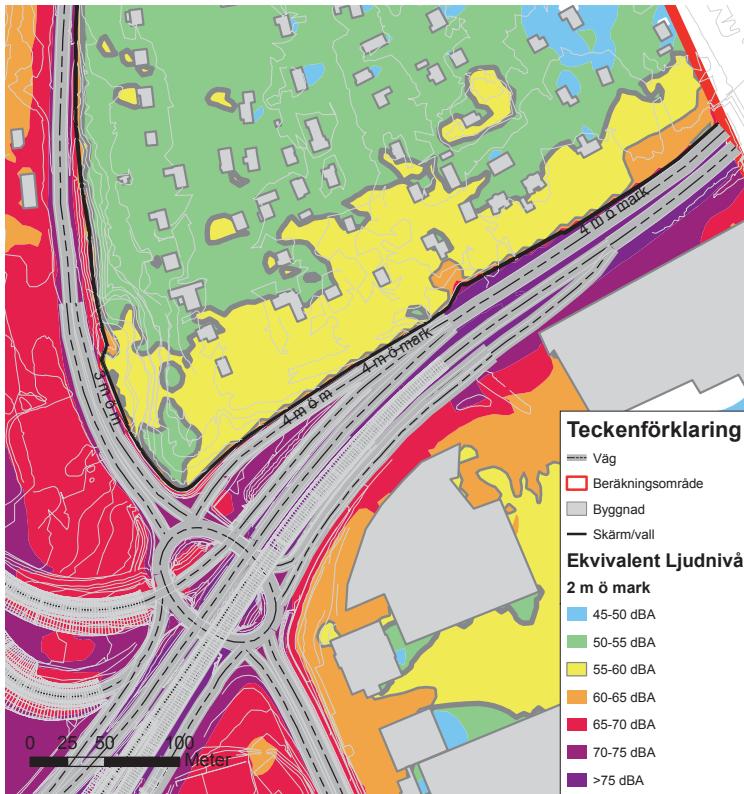 4 m ö mark
4 m ö mark
4 m ö m
3 m ö m
Teckenförklaring
Väg
Beräkningsområde
Byggnad
Skärm/vall
Ekvivalent Ljudnivå
2 m ö mark
45-50 dBA
50-55 dBA
55-60 dBA
60-65 dBA
65-70 dBA
70-75 dBA
>75 dBA
0 25 50 100
Meter